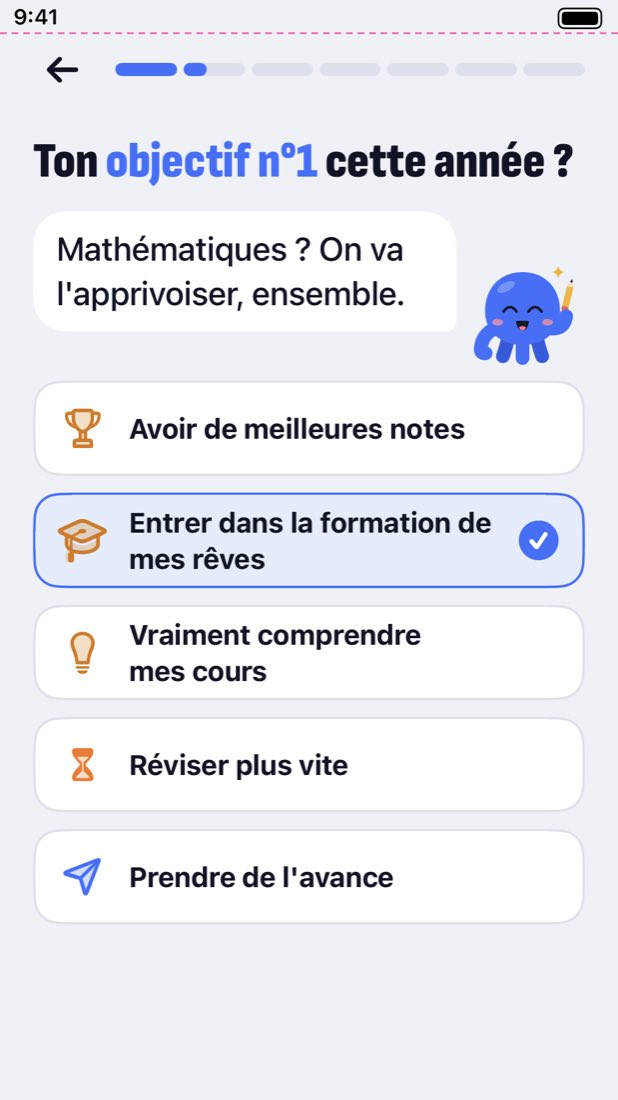 9:41
Ton objectif n°1 cette année ?
Mathématiques ? On va
l'apprivoiser, ensemble.
Avoir de meilleures notes
Entrer dans la formation de
mes rêves
Vraiment comprendre
mes cours
Réviser plus vite
Prendre de l'avance